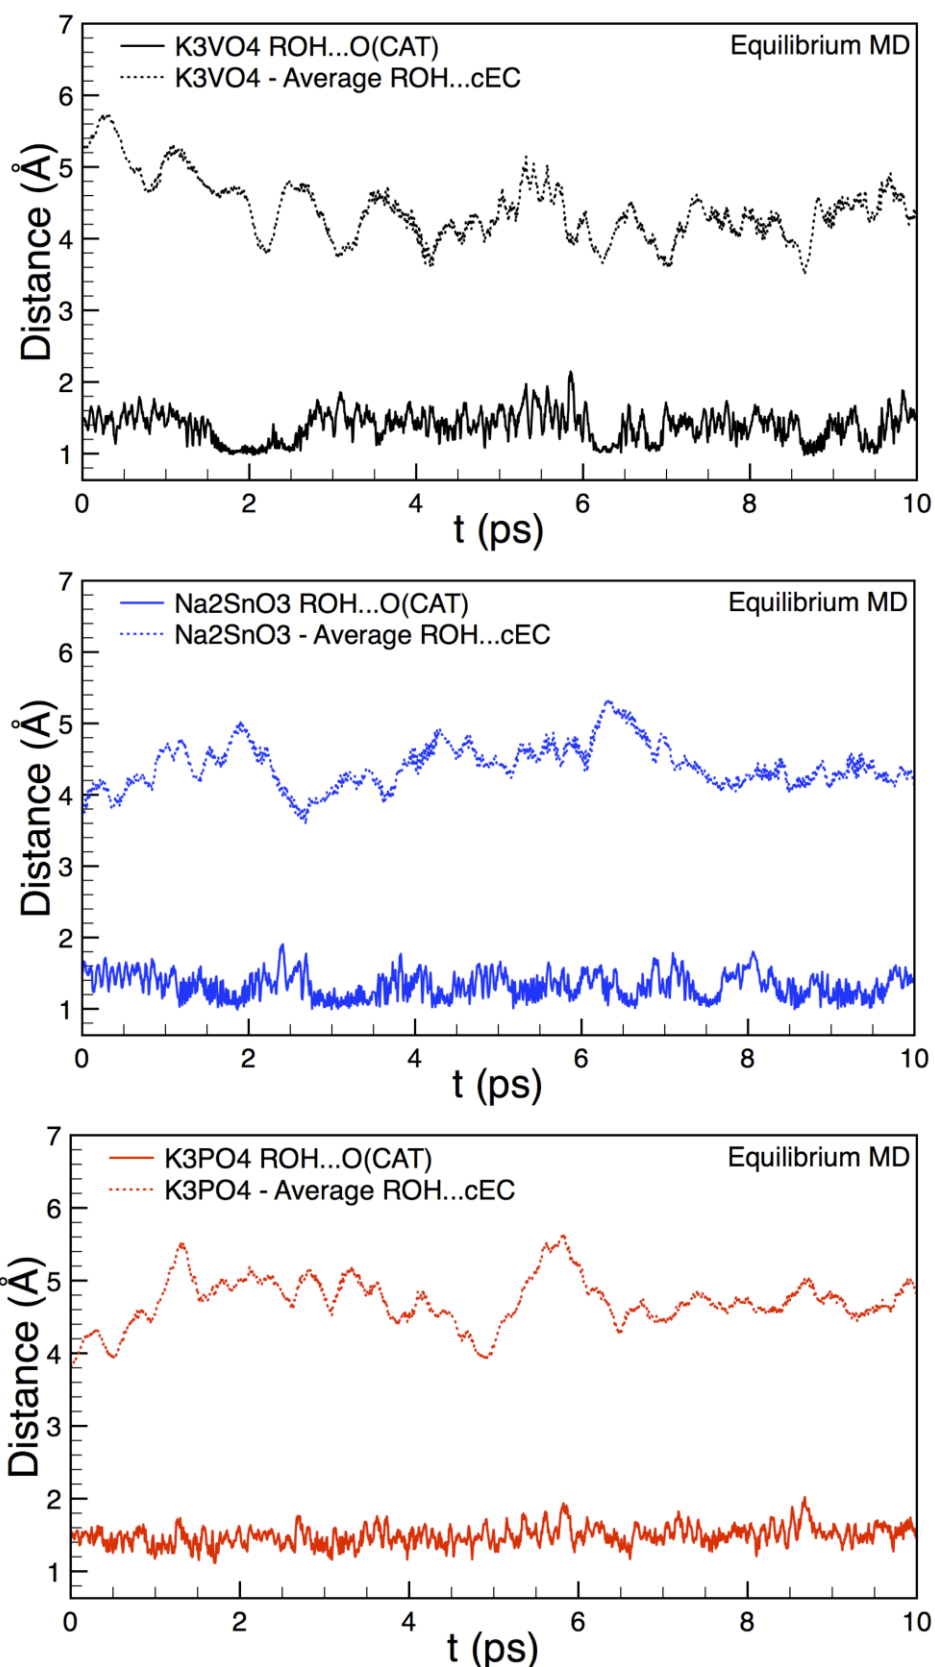 7
K3VO4 ROH...O(CAT) Equilibrium MD
K3VO4 - Average ROH...cEC
6
5
4
3
2
1
Distance (Å)
0 2 4 6 8 10
t (ps)
7
Na2SnO3 ROH...O(CAT) Equilibrium MD
Na2SnO3 - Average ROH...cEC
6
5
4
3
2
1
Distance (Å)
0 2 4 6 8 10
t (ps)
7
K3PO4 ROH...O(CAT) Equilibrium MD
K3PO4 - Average ROH...cEC
6
5
4
3
2
1
Distance (Å)
0 2 4 6 8 10
t (ps)